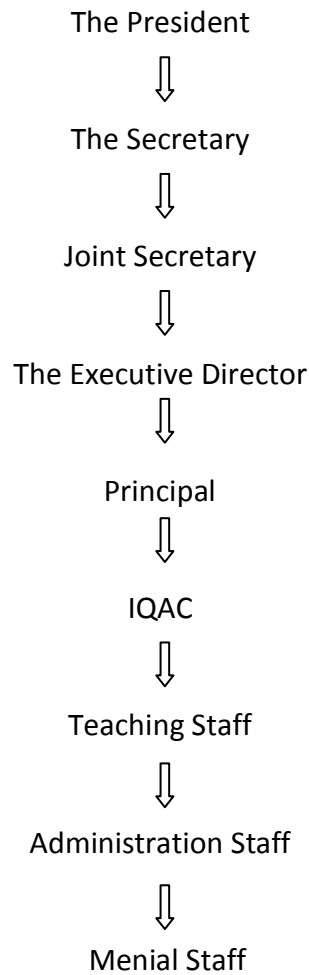 The President
The Secretary
Joint Secretary
The Executive Director
Principal
IQAC
Teaching Staff
Administration Staff
Menial Staff